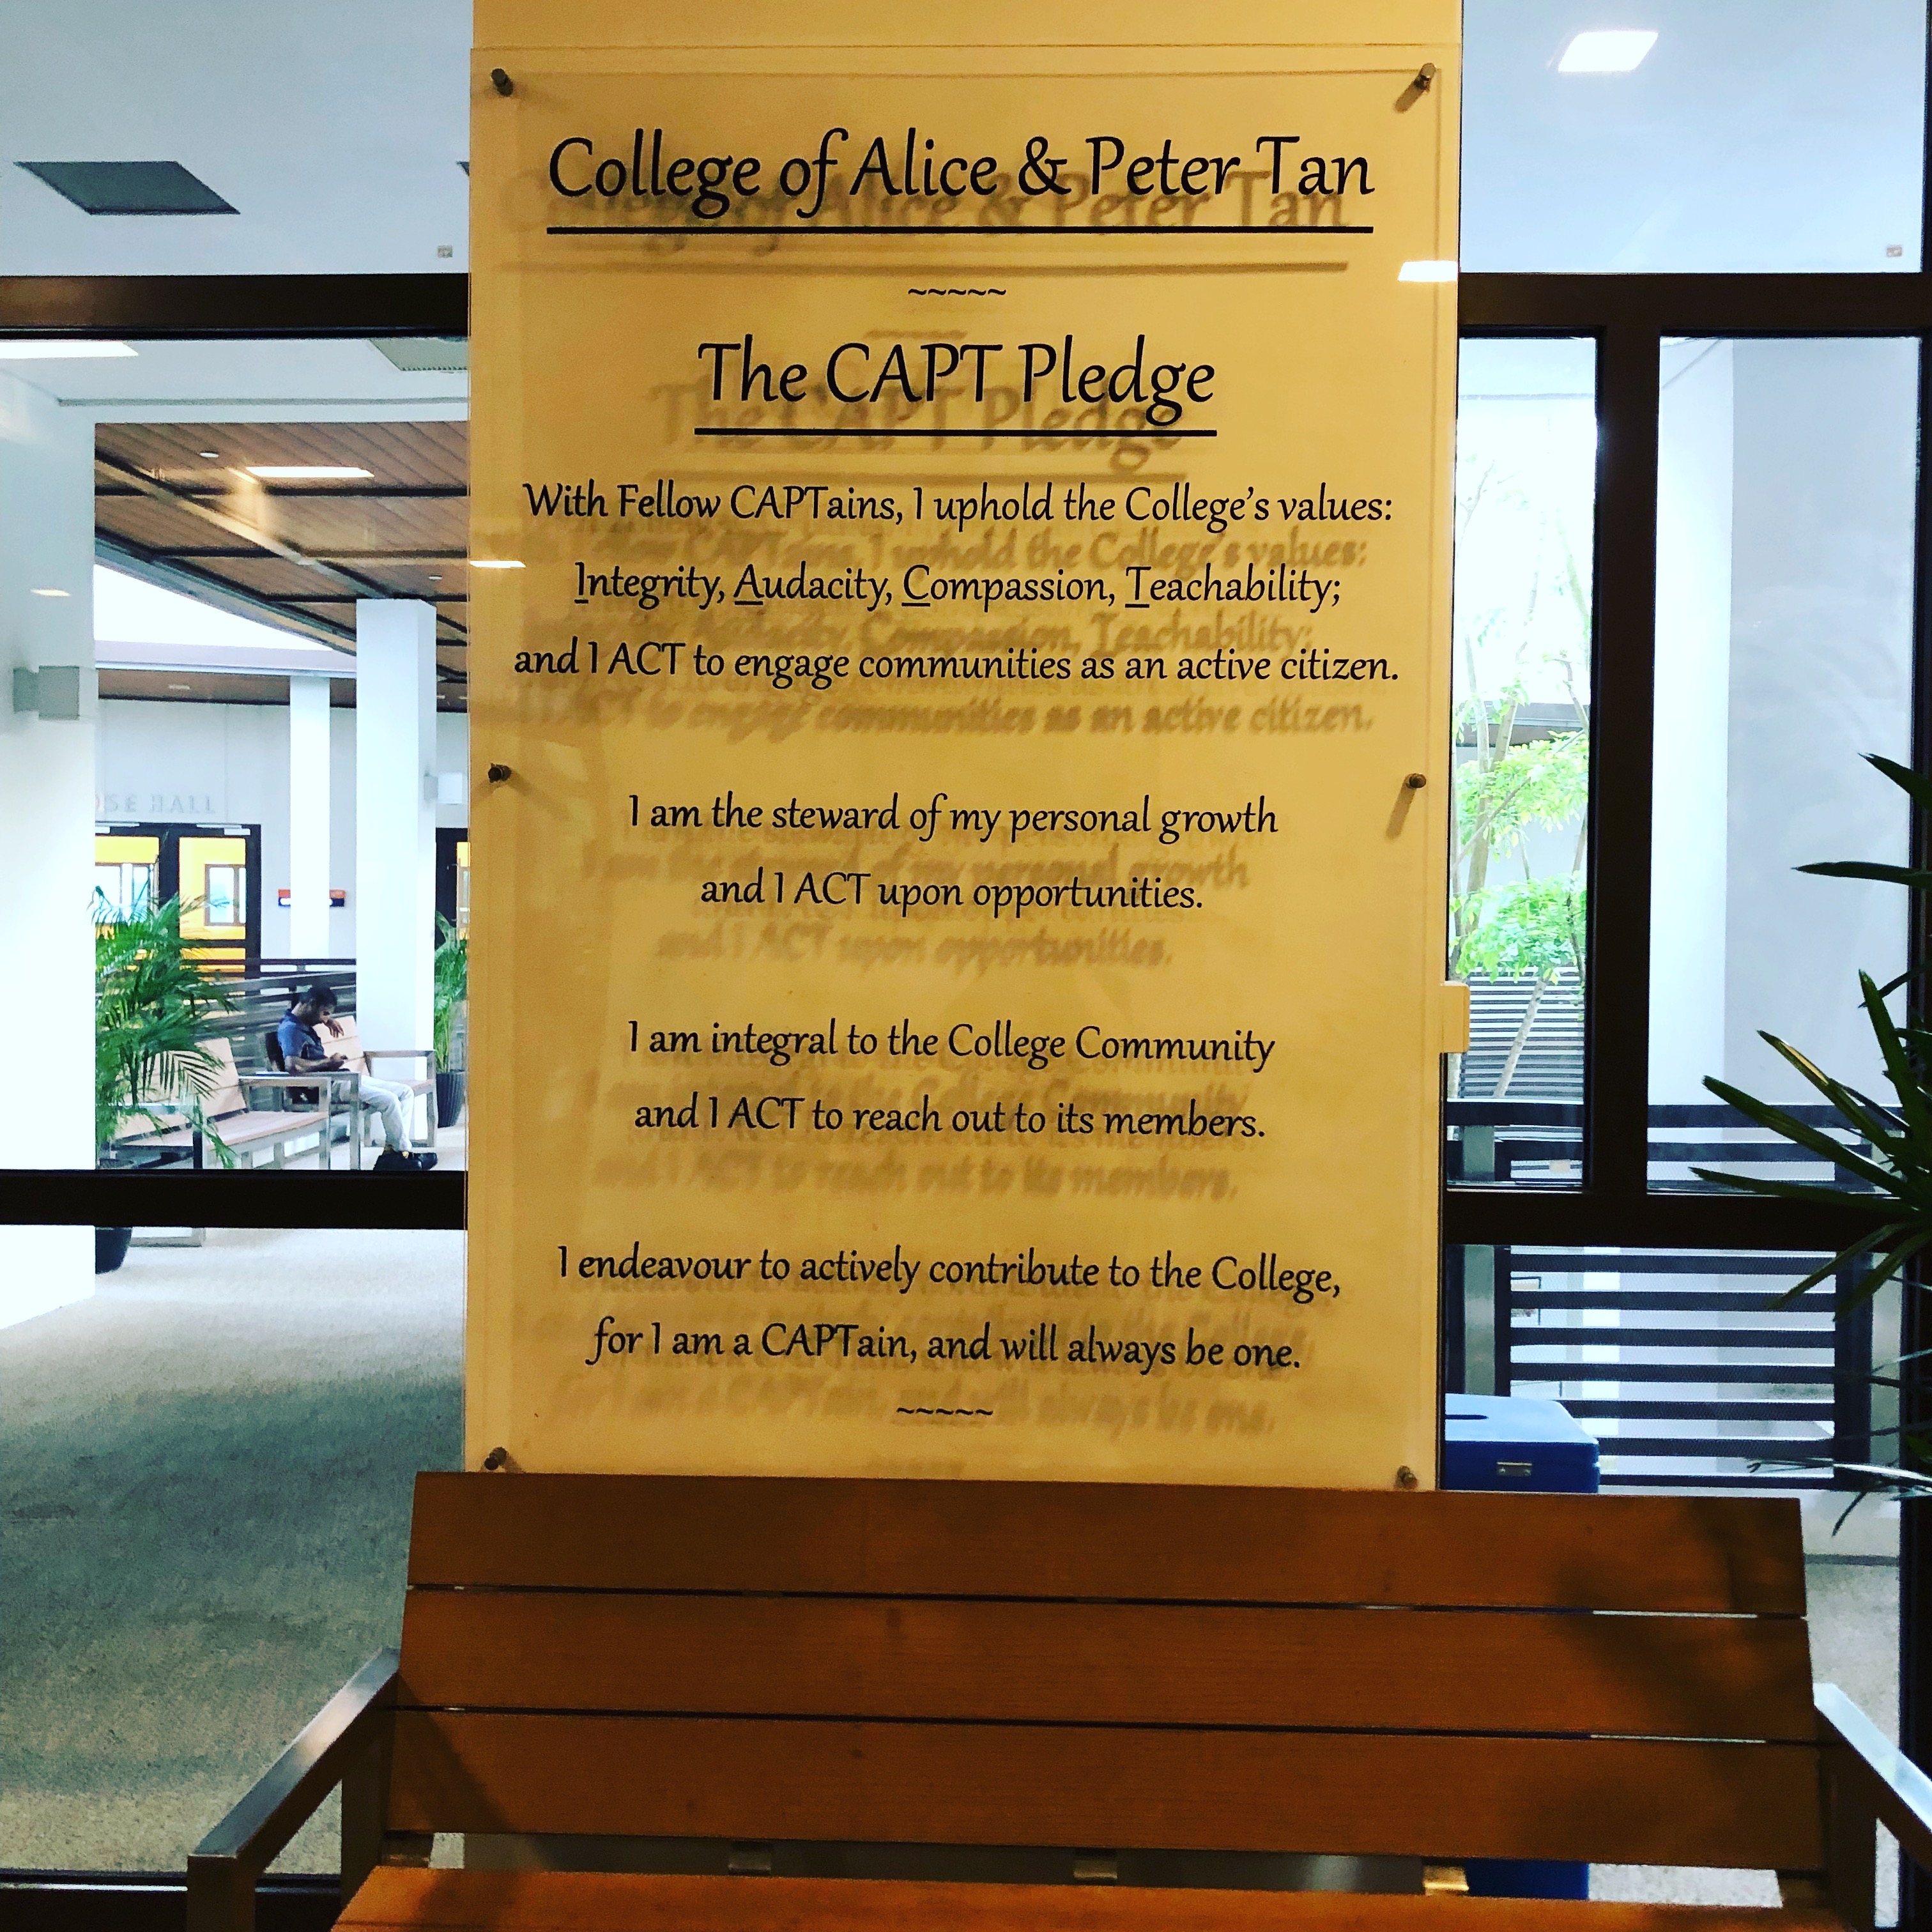 College of Alice & Peter Tan
~~~~~
The CAPT Pledge
With Fellow CAPTains, I uphold the College's values:
Integrity, Audacity, Compassion, Teachability;
and I ACT to engage communities as an active citizen.
I am the steward of my personal growth
and I ACT upon opportunities.
I am integral to the College Community
and I ACT to reach out to its members.
I endeavour to actively contribute to the College,
for I am a CAPTain, and will always be one.
~~~~~
HALL